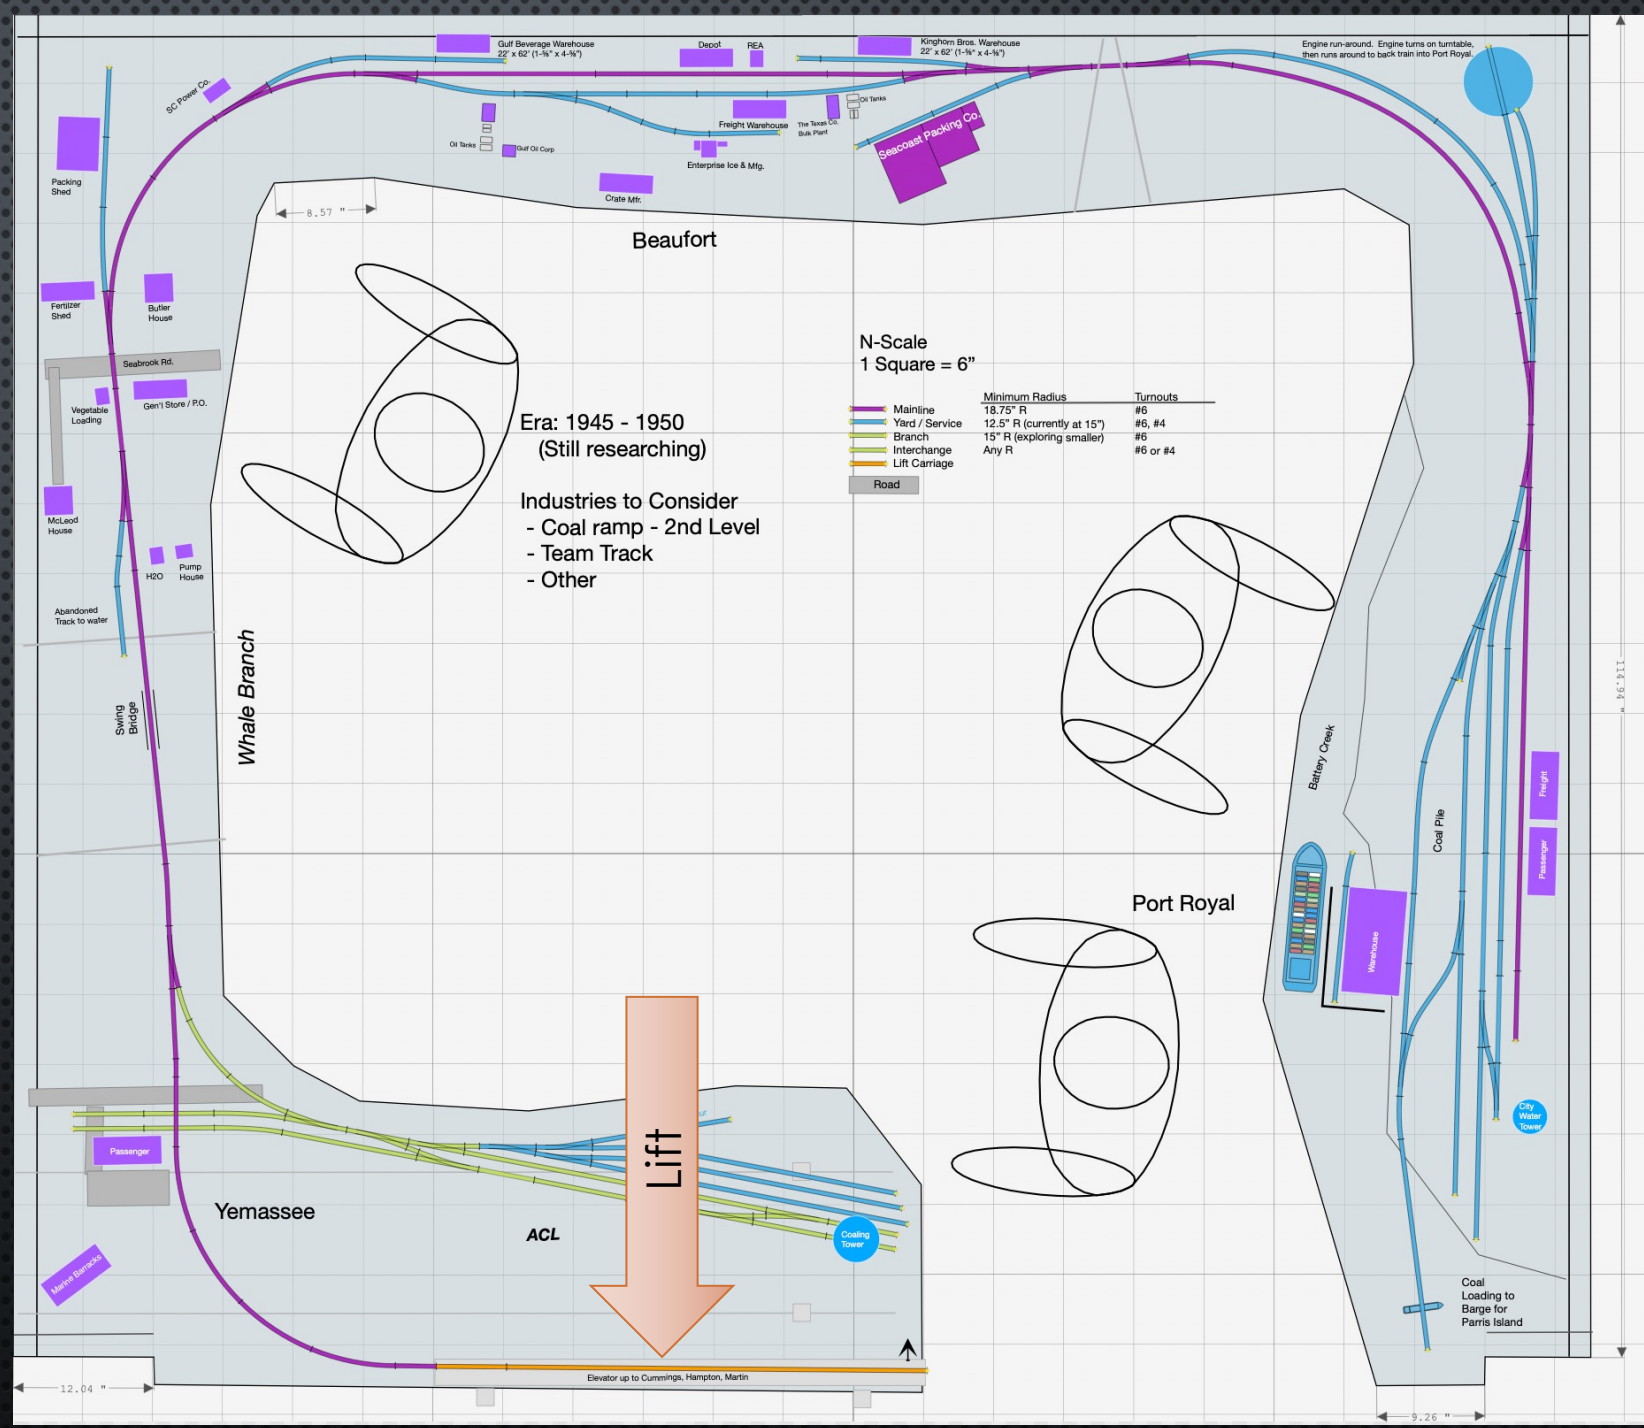 Gulf Beverage Warehouse
22' x 62' (1-⅝" x 4-⅝")
Depot
REA
Kinghorn Bros. Warehouse
22' x 62' (1-⅝" x 4-⅝")
Engine run-around. Engine turns on turntable,
then runs around to back train into Port Royal.
SC Power Co.
Packing
Shed
Oil Tanks
Gulf Oil Corp
Freight Warehouse
The Texas Co.
Bulk Plant
Oil Tanks
Enterprise Ice & Mfg.
Crate Mfr.
Seacoast Packing Co.
8.57 "
Beaufort
Fertilzer
Shed
Butler
House
Seabrook Rd.
Vegetable
Loading
Gen'l Store / P.O.
McLeod
House
H2O
Pump
House
Abandoned
Track to water
Swing
Bridge
Whale Branch
Era: 1945 - 1950
(Still researching)
Industries to Consider
- Coal ramp - 2nd Level
- Team Track
- Other
N-Scale
1 Square = 6”
Minimum Radius Turnouts
Mainline 18.75” R #6
Yard / Service 12.5” R (currently at 15”) #6, #4
Branch 15” R (exploring smaller) #6
Interchange Any R #6 or #4
Lift Carriage
Road
114.94 "
Battery Creek
Coal Pile
Freight
Passenger
Port Royal
Warehouse
City
Water
Tower
Coal
Loading to
Barge for
Parris Island
9.26 "
Passenger
Yemassee
Marine Barracks
ACL
Lift
Coaling
Tower
Elevator up to Cummings, Hampton, Martin
12.04 "